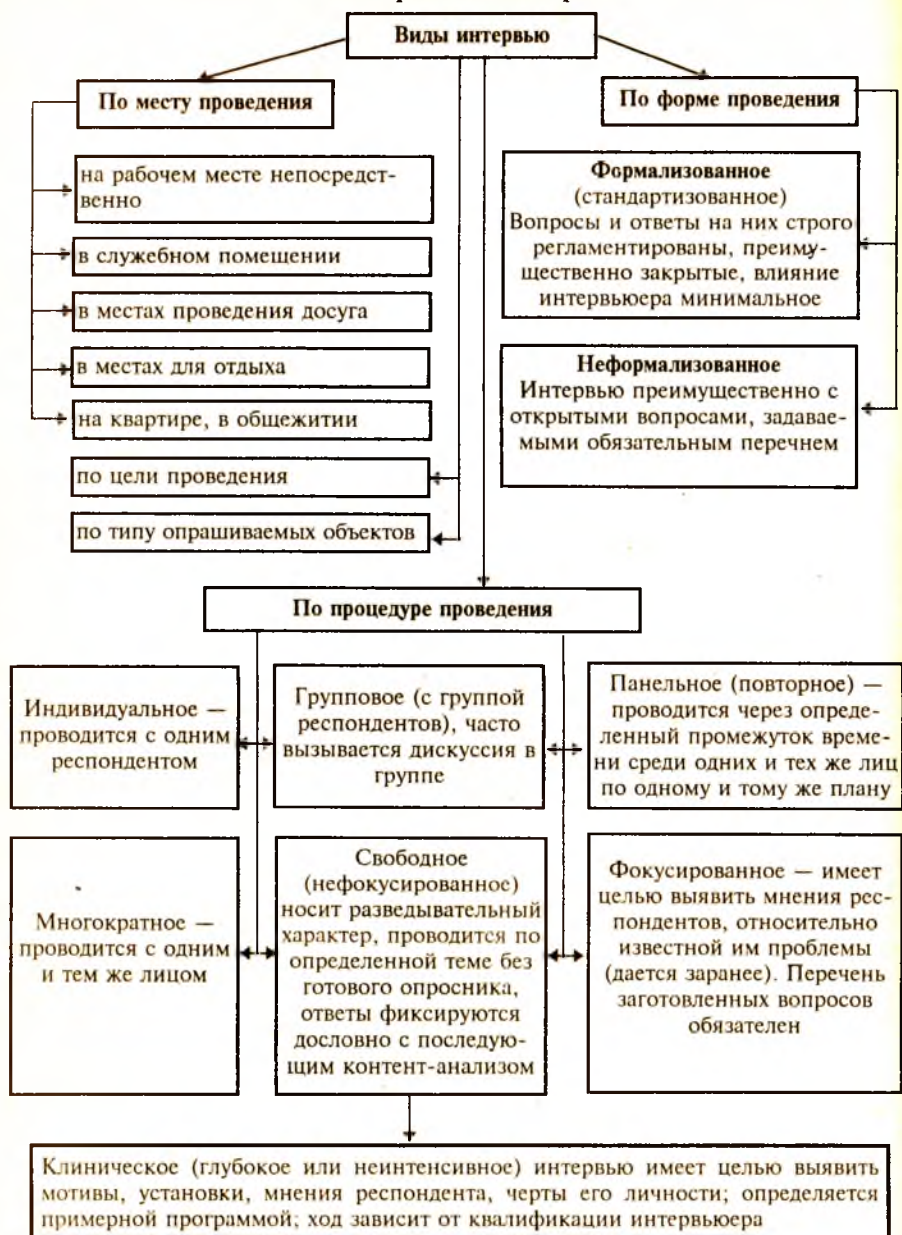 Виды интервью
По месту проведения
По форме проведения
на рабочем месте непосредст-
венно
в служебном помещении
в местах проведения досуга
в местах для отдыха
на квартире, в общежитии
по цели проведения
по типу опрашиваемых объектов
Формализованное
(стандартизованное)
Вопросы и ответы на них строго
регламентированы, преиму-
щественно закрытые, влияние
интервьюера минимальное
Неформализованное
Интервью преимущественно с
открытыми вопросами, задавае-
мыми обязательным перечнем
По процедуре проведения
Индивидуальное —
проводится с одним
респондентом
Групповое (с группой
респондентов), часто
вызывается дискуссия в
группе
Панельное (повторное) —
проводится через опреде-
ленный промежуток време-
ни среди одних и тех же лиц
по одному и тому же плану
Многократное —
проводится с одним
и тем же лицом
Свободное
(нефокусированное)
носит разведывательный
характер, проводится по
определенной теме без
готового опросника,
ответы фиксируются
дословно с последую-
щим контент-анализом
Фокусированное — имеет
целью выявить мнения рес-
пондентов, относительно
известной им проблемы
(дается заранее). Перечень
заготовленных вопросов
обязателен
Клиническое (глубокое или неинтенсивное) интервью имеет целью выявить
мотивы, установки, мнения респондента, черты его личности; определяется
примерной программой; ход зависит от квалификации интервьюера